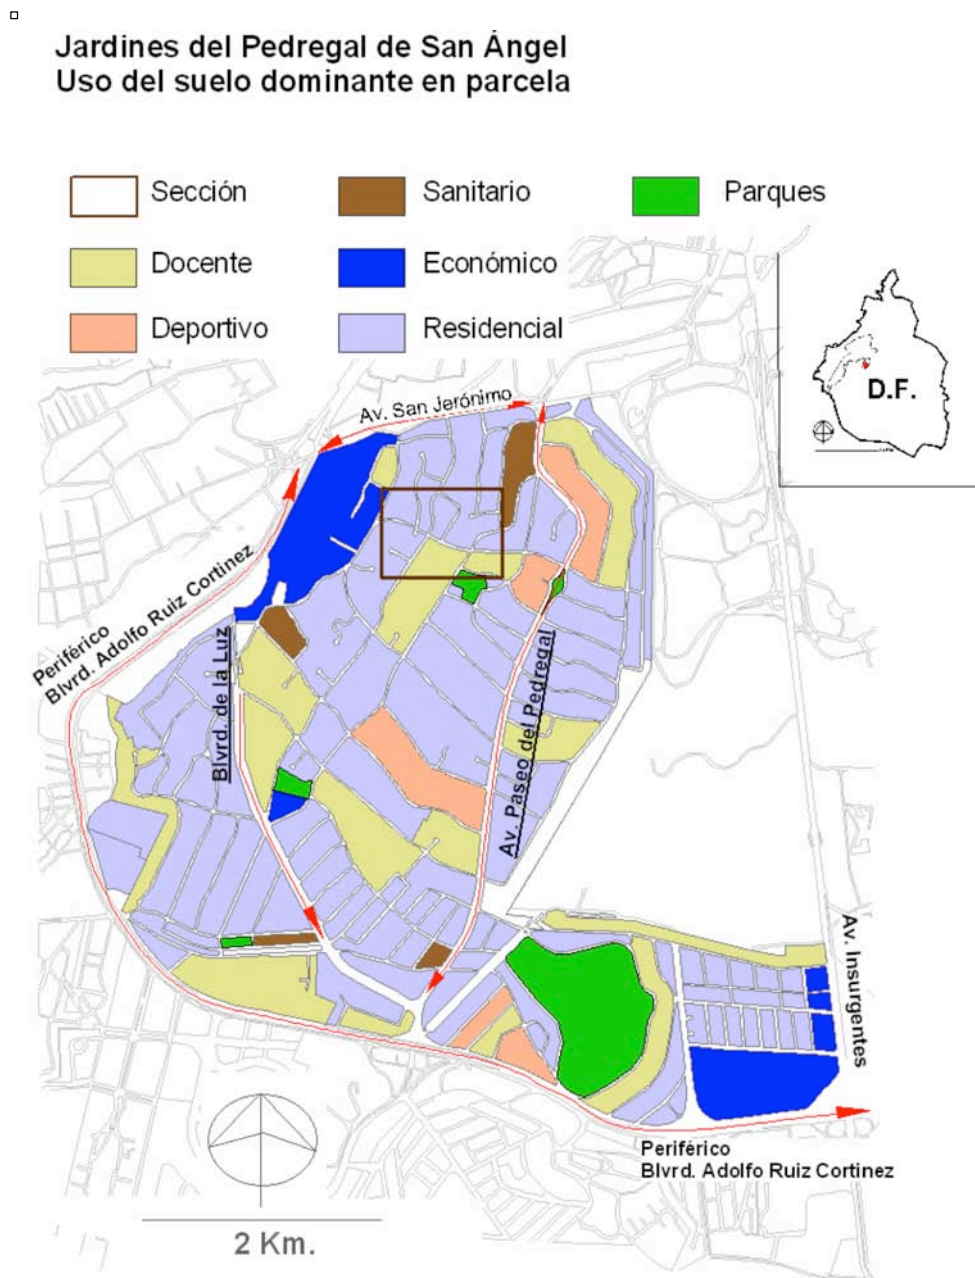 Jardines del Pedregal de San Ángel
Uso del suelo dominante en parcela
Sección
Sanitario
Parques
Docente
Económico
Deportivo
Residencial
D.F.
Av. San Jerónimo
Periférico
Blvrd. Adolfo Ruiz Cortinez
Blvrd. de la Luz
Av. Paseo del Pedregal
Av. Insurgentes
Periférico
Blvrd. Adolfo Ruiz Cortinez
2 Km.